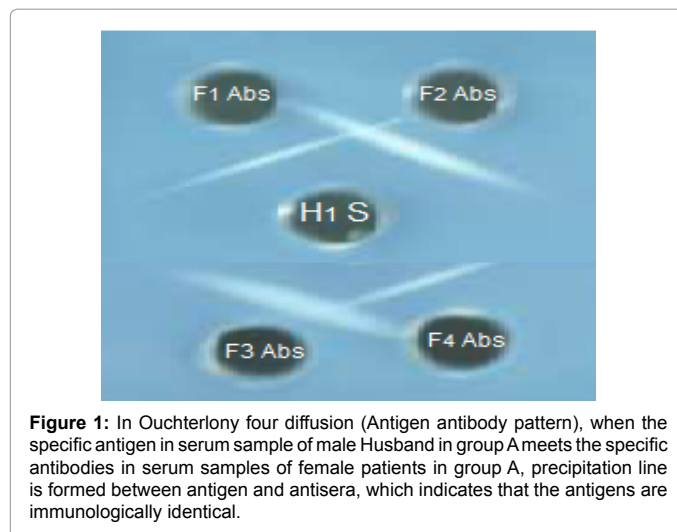 F1 Abs
F2 Abs
H1 S
F3 Abs
F4 Abs
Figure 1: In Ouchterlony four diffusion (Antigen antibody pattern), when the
specific antigen in serum sample of male Husband in group A meets the specific
antibodies in serum samples of female patients in group A, precipitation line
is formed between antigen and antisera, which indicates that the antigens are
immunologically identical.